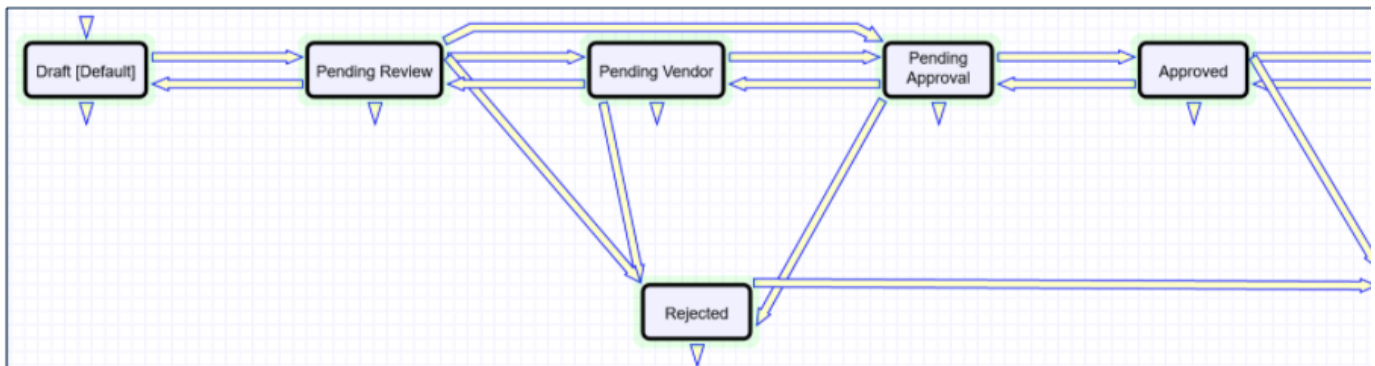 Draft [Default]
Pending Review
Pending Vendor
Pending
Approval
Approved
Rejected